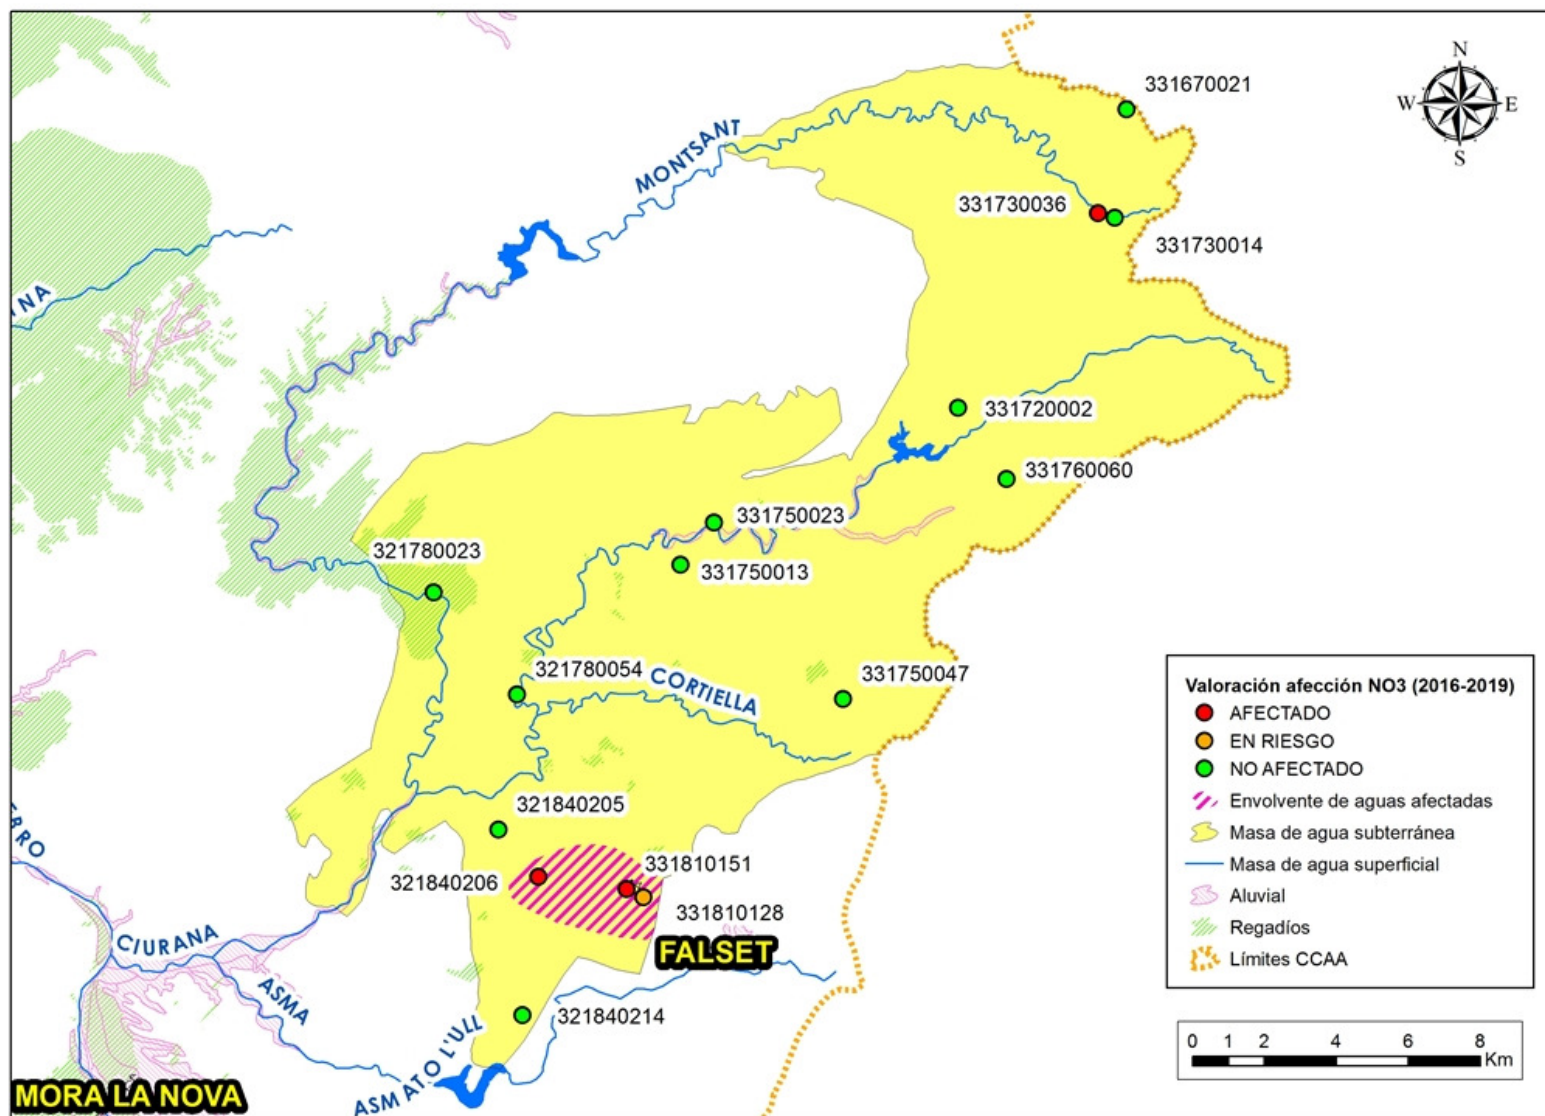 N
W E
S
331670021
MONTSANT
331730036
331730014
331720002
331760060
331750023
321780023
331750013
321780054
CORTIELLA
331750047
321840205
331810151
321840206
331810128
FALSET
CIURANA
ASMA
321840214
ASMATO L'ULL
MORA LA NOVA
Valoración afección NO3 (2016-2019)
AFECTADO
EN RIESGO
NO AFECTADO
Envolvente de aguas afectadas
Masa de agua subterránea
Masa de agua superficial
Aluvial
Regadíos
Límites CCAA
0 1 2 4 6 8
Km